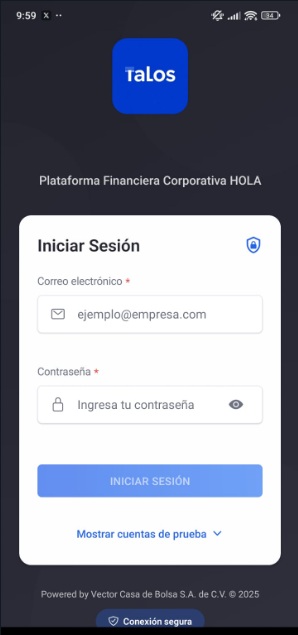 9:59
34
Talos
Plataforma Financiera Corporativa HOLA
Iniciar Sesión
Correo electrónico *
ejemplo@empresa.com
Contraseña *
Ingresa tu contraseña
INICIAR SESIÓN
Mostrar cuentas de prueba
Powered by Vector Casa de Bolsa S.A. de C.V. © 2025
Conexión segura